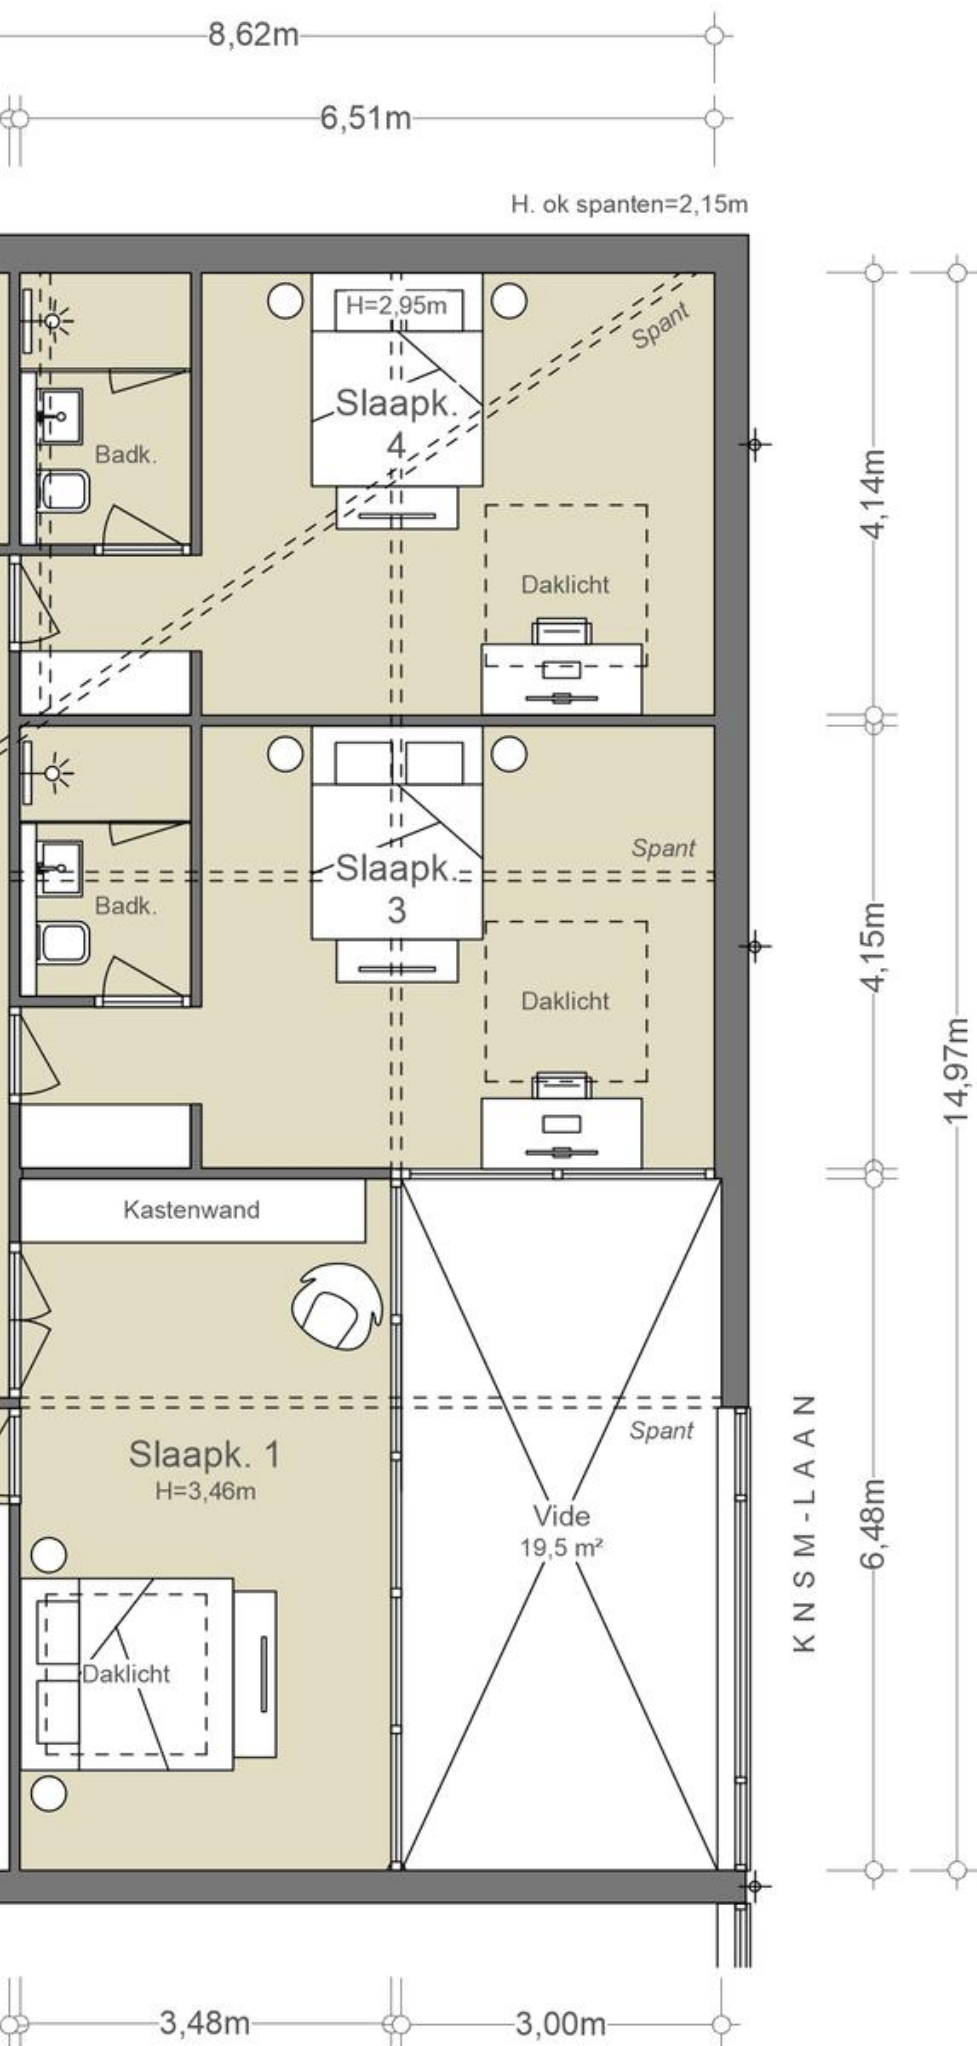 8,62m
6,51m
H. ok spanten=2,15m
H=2,95m
Spant
Slaapk.
4
Badk.
4,14m
Daklicht
Spant
Slaapk.
3
Badk.
4,15m
Daklicht
14,97m
Kastenwand
Spant
Slaapk. 1
H=3,46m
Vide
19,5 m²
KNSM-LAAN
6,48m
Daklicht
3,48m
3,00m